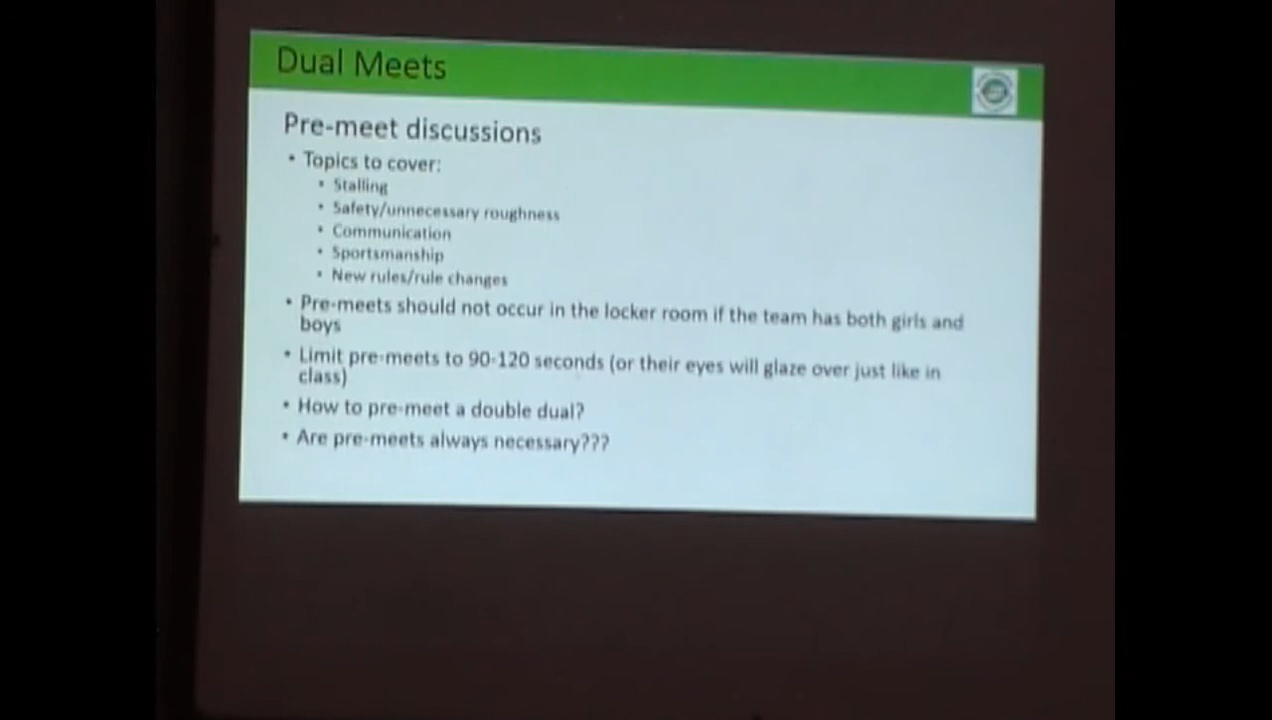 Dual Meets
Pre-meet discussions
• Topics to cover:
• Stalling
• Safety/unnecessary roughness
• Communication
• Sportsmanship
• New rules/rule changes
• Pre-meets should not occur in the locker room if the team has both girls and
boys
• Limit pre-meets to 90-120 seconds (or their eyes will glaze over just like in
class)
• How to pre-meet a double dual?
• Are pre-meets always necessary???